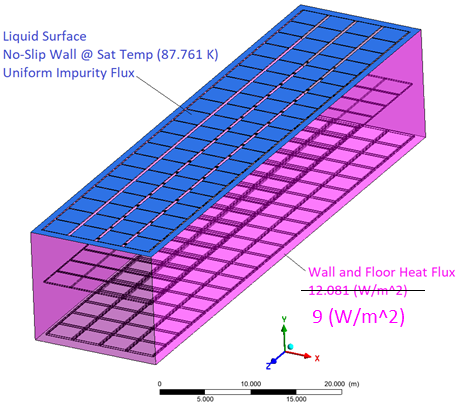 Liquid Surface
No-Slip Wall @ Sat Temp (87.761 K)
Uniform Impurity Flux
Wall and Floor Heat Flux
12.081 (W/m^2)
9 (W/m^2)
Y
X
Z
0
10.000
20.000 (m)
5.000
15.000